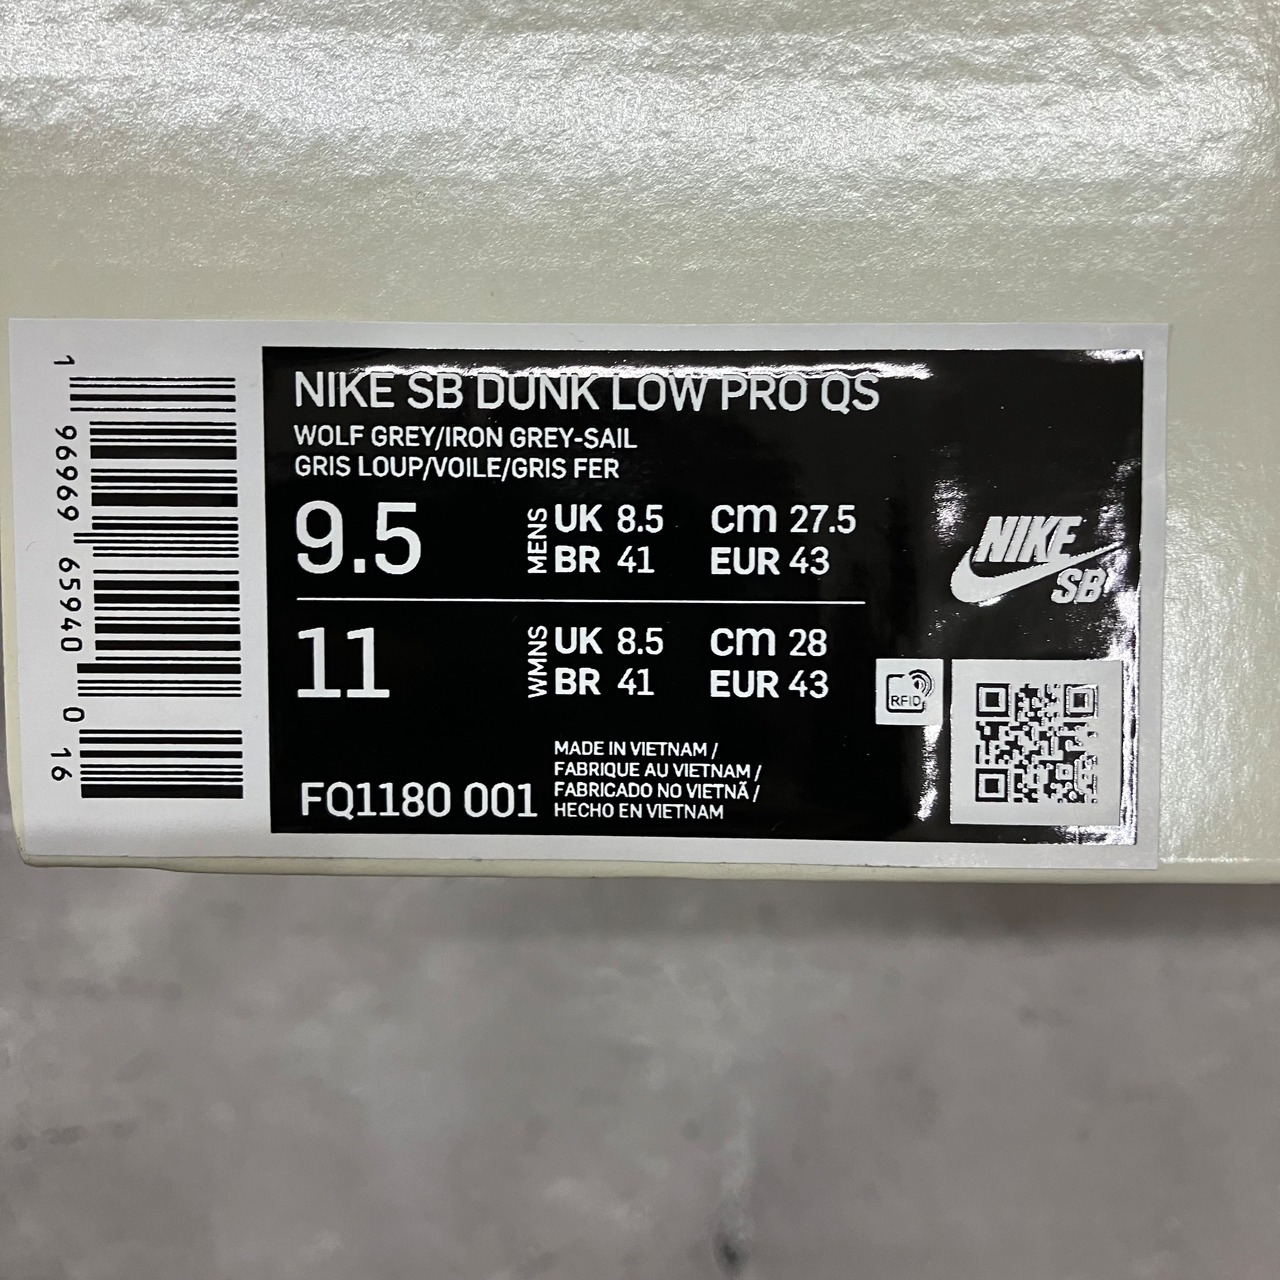 NIKE SB DUNK LOW PRO QS
WOLF GREY/IRON GREY-SAIL
GRIS LOUP/VOILE/GRIS FER
9.5
MENS
UK 8.5 cm 27.5
BR 41 EUR 43
11
WMNS
UK 8.5 cm 28
BR 41 EUR 43
FQ1180 001
MADE IN VIETNAM /
FABRIQUE AU VIETNAM /
FABRICADO NO VIETNÃ /
HECHO EN VIETNAM
NIKE
SB
RFID
1 96969 65940 0 16